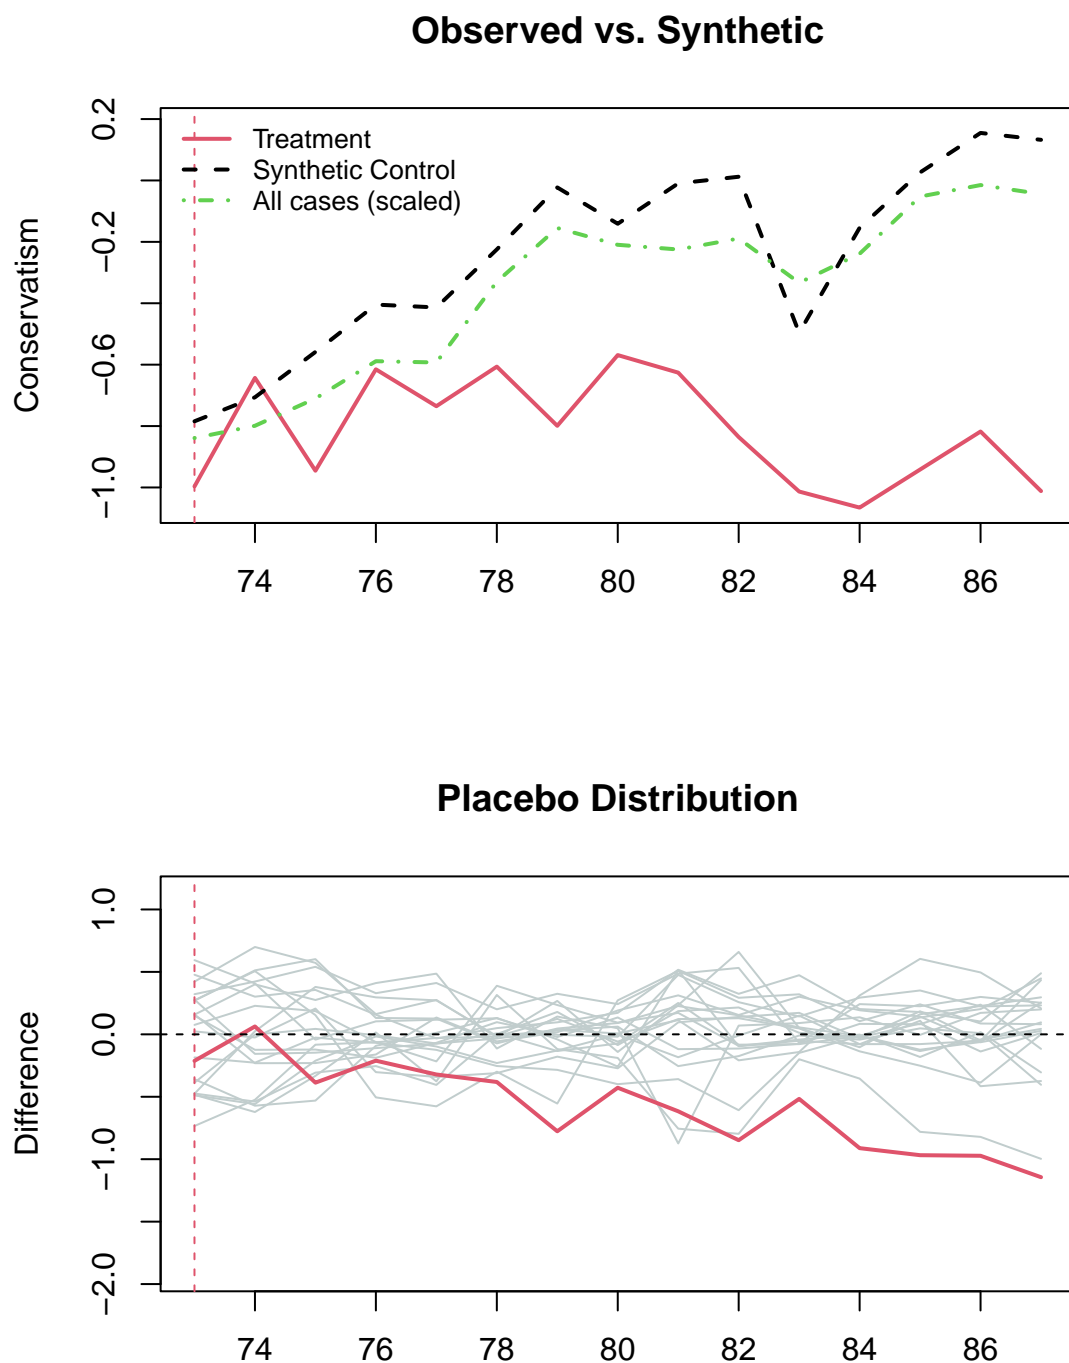 Observed vs. Synthetic
Conservatism
0.2
−0.2
−0.6
−1.0
Treatment
Synthetic Control
All cases (scaled)
74 76 78 80 82 84 86
Placebo Distribution
Difference
1.0
0.0
−1.0
−2.0
74 76 78 80 82 84 86